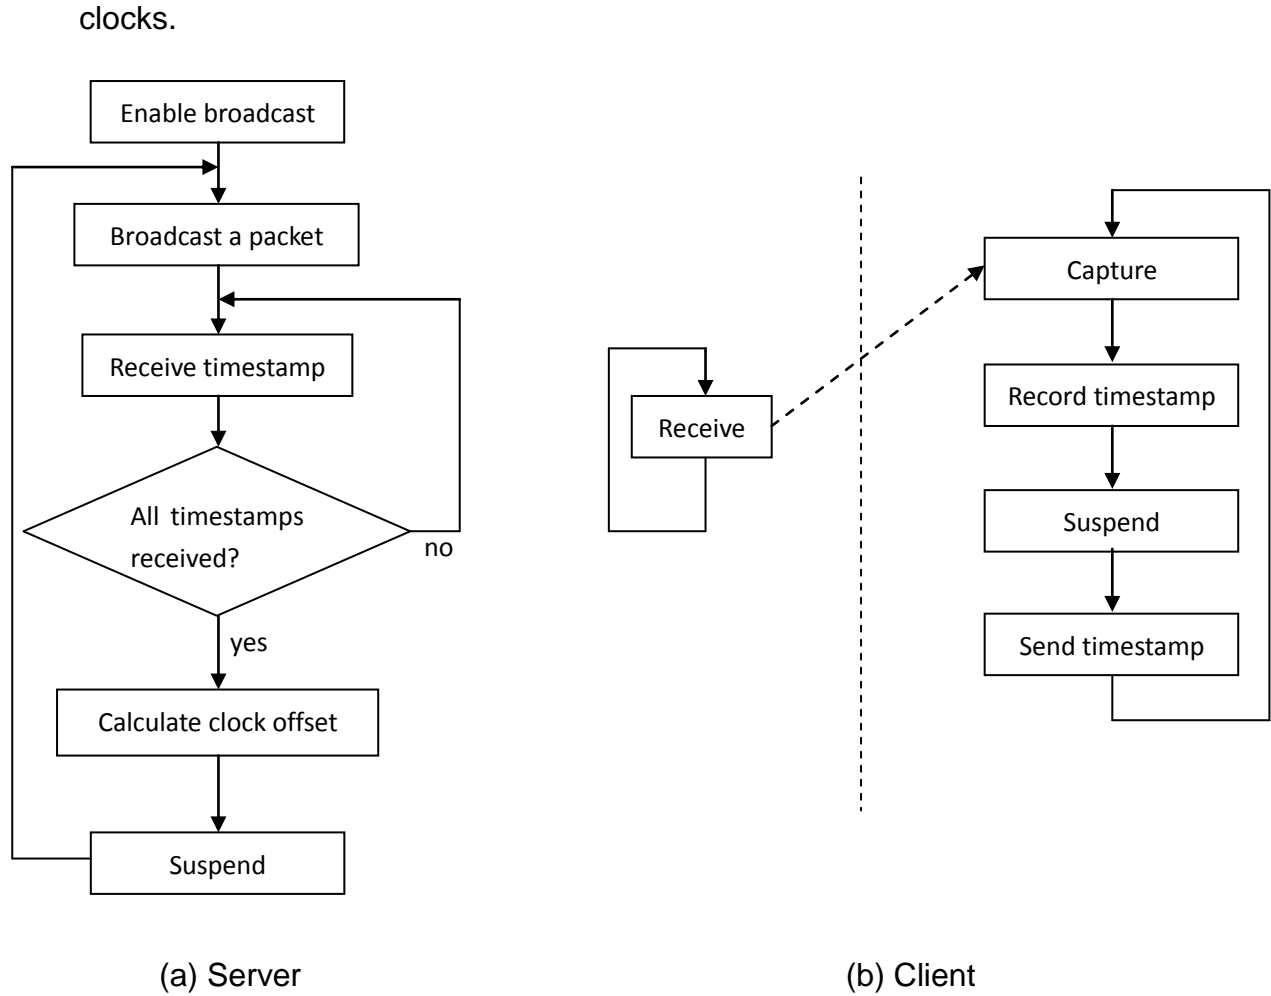 clocks.
Enable broadcast
Broadcast a packet
Receive timestamp
All timestamps
received?
no
yes
Calculate clock offset
Suspend
(a) Server
Receive
Capture
Record timestamp
Suspend
Send timestamp
(b) Client